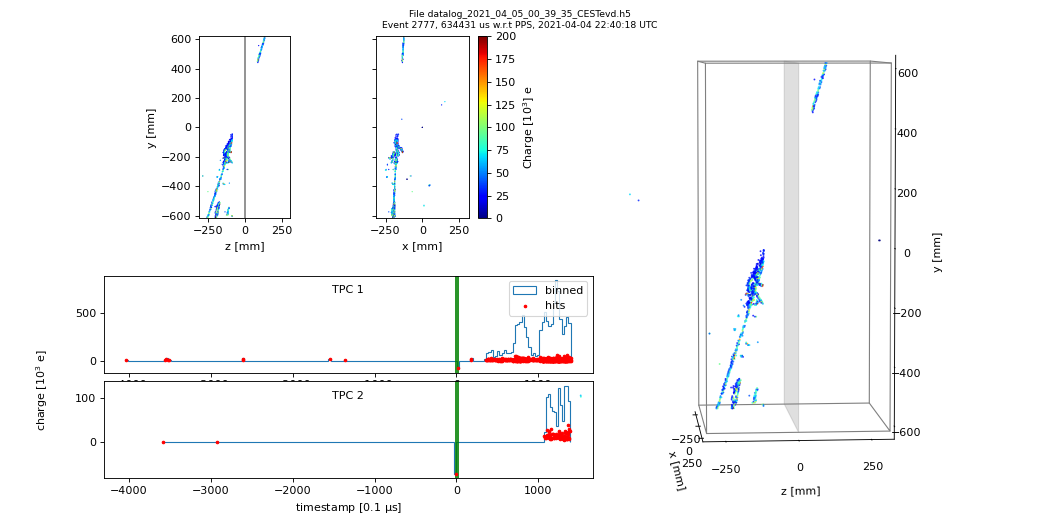 File datalog_2021_04_05_00_39_35_CESTevd.h5
Event 2777, 634431 us w.r.t PPS, 2021-04-04 22:40:18 UTC
600
400
200
0
−200
−400
−600
y [mm]
−250 0 250
z [mm]
−250 0 250
x [mm]
200
175
150
125
100
75
50
25
0
Charge [10³] e
600
400
200
0
−200
−400
−600
y [mm]
−250
0
250
x [mm]
−250 0 250
z [mm]
TPC 1
binned
hits
500
0
charge [10³ e]
TPC 2
100
0
−4000 −3000 −2000 −1000 0 1000
timestamp [0.1 µs]